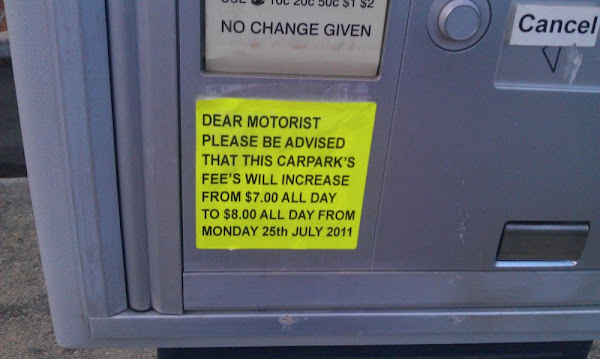 10c 20c 50c $1 $2
NO CHANGE GIVEN
Cancel
DEAR MOTORIST
PLEASE BE ADVISED
THAT THIS CARPARK'S
FEE'S WILL INCREASE
FROM $7.00 ALL DAY
TO $8.00 ALL DAY FROM
MONDAY 25th JULY 2011